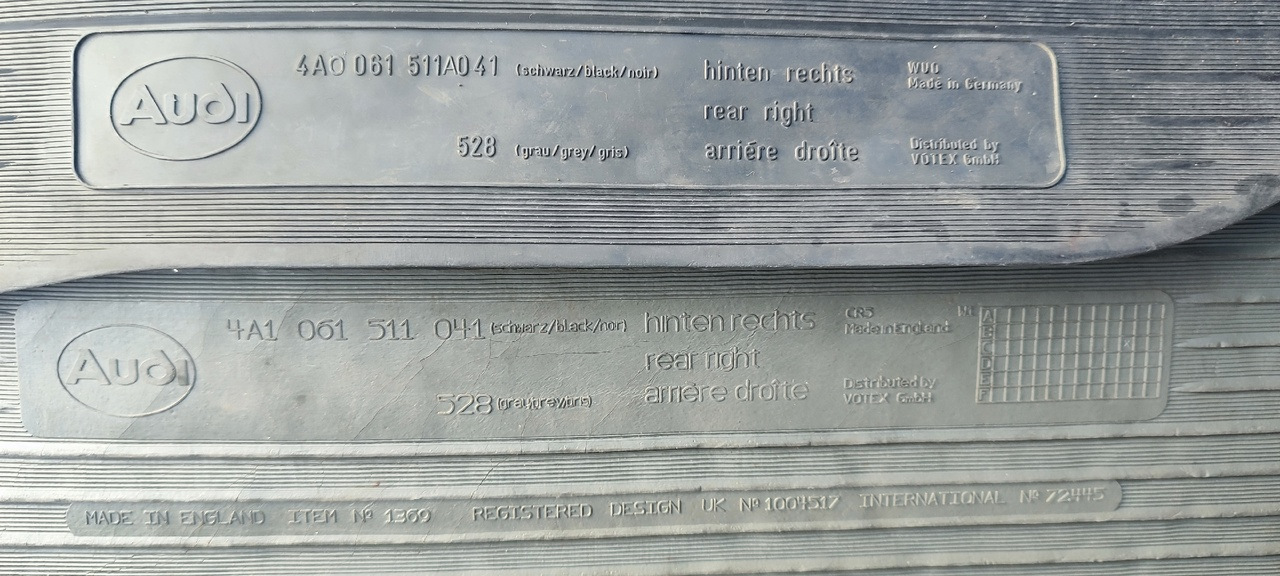 Audi
4A0 061 511A041 (schwarz/black/noir)
528 (grau/grey/gris)
hinten rechts
rear right
arriére droîte
WUO
Made in Germany
Distributed by
VOTEX GmbH
Audi
4A1 061 511 041 (schwarz/black/noir)
528 (grau/grey/gris)
hinten rechts
rear right
arrière droîte
CR3
Made in England
Distributed by
VOTEX GmbH
A
B
C
D
E
F
MADE IN ENGLAND ITEM Nº 1369 REGISTERED DESIGN UK Nº 1004517 INTERNATIONAL Nº 72445